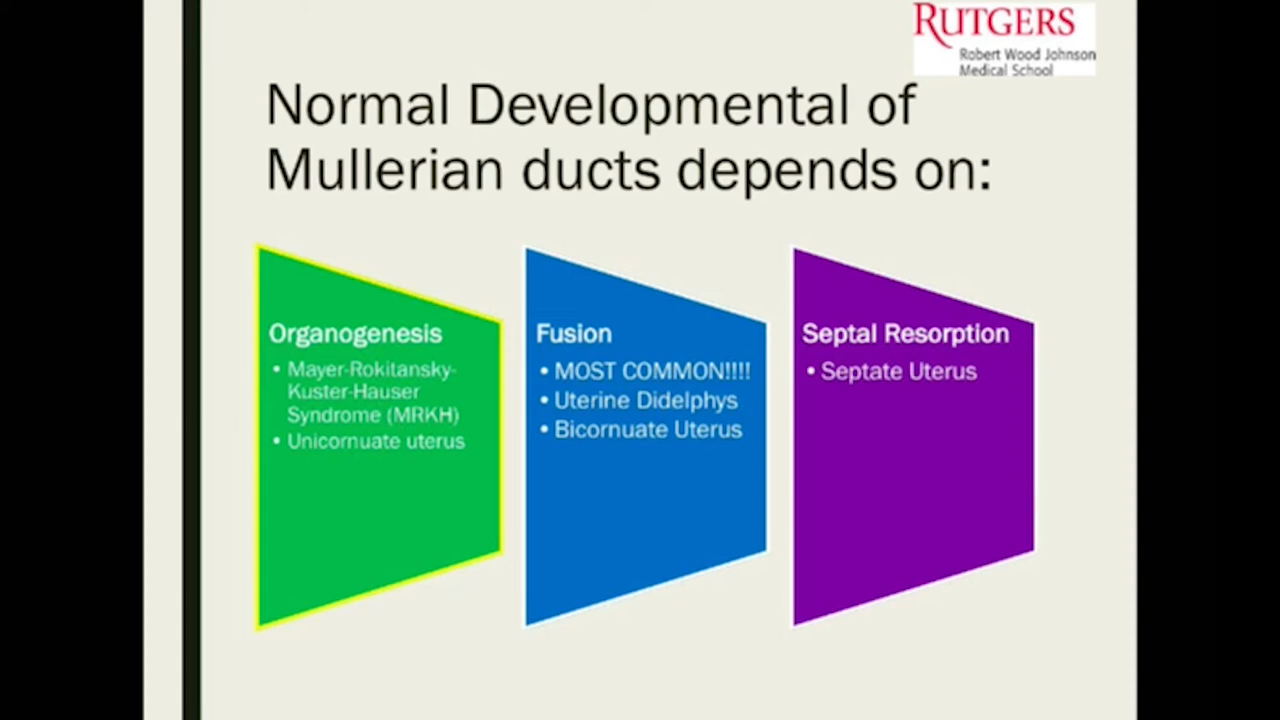 RUTGERS
Robert Wood Johnson
Medical School
Normal Developmental of
Mullerian ducts depends on:
Organogenesis
• Mayer-Rokitansky-
Kuster-Hauser
Syndrome (MRKH)
• Unicornuate uterus
Fusion
• MOST COMMON!!!!
• Uterine Didelphys
• Bicornuate Uterus
Septal Resorption
• Septate Uterus